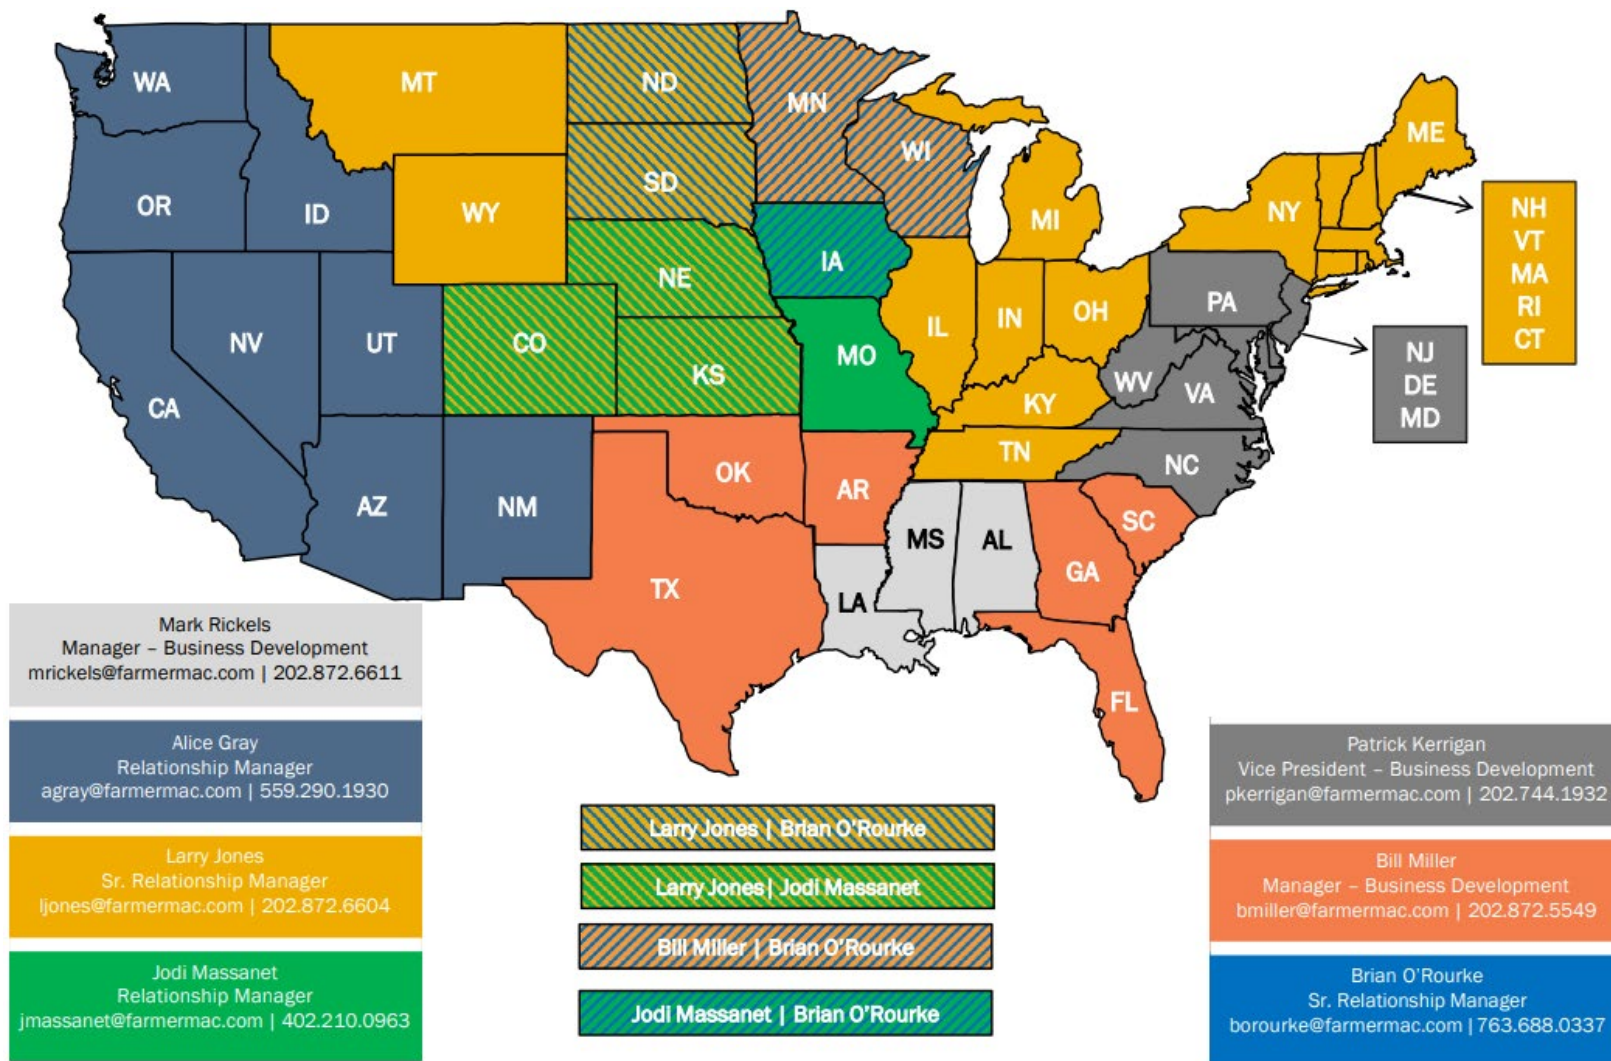 WA
MT
ND
MN
ME
OR
ID
WY
SD
WI
MI
NY
NH
VT
MA
RI
CT
NE
IA
PA
NV
UT
CO
KS
MO
IL
IN
OH
NJ
DE
MD
CA
KY
WV
VA
AZ
NM
OK
AR
TN
NC
TX
LA
MS
AL
GA
SC
FL
Mark Rickels
Manager – Business Development
mrickels@farmermac.com | 202.872.6611
Alice Gray
Relationship Manager
agray@farmermac.com | 559.290.1930
Larry Jones
Sr. Relationship Manager
ljones@farmermac.com | 202.872.6604
Jodi Massanet
Relationship Manager
jmassanet@farmermac.com | 402.210.0963
Larry Jones | Brian O'Rourke
Larry Jones| Jodi Massanet
Bill Miller | Brian O'Rourke
Jodi Massanet | Brian O'Rourke
Patrick Kerrigan
Vice President – Business Development
pkerrigan@farmermac.com | 202.744.1932
Bill Miller
Manager – Business Development
bmiller@farmermac.com | 202.872.5549
Brian O'Rourke
Sr. Relationship Manager
borourke@farmermac.com |763.688.0337